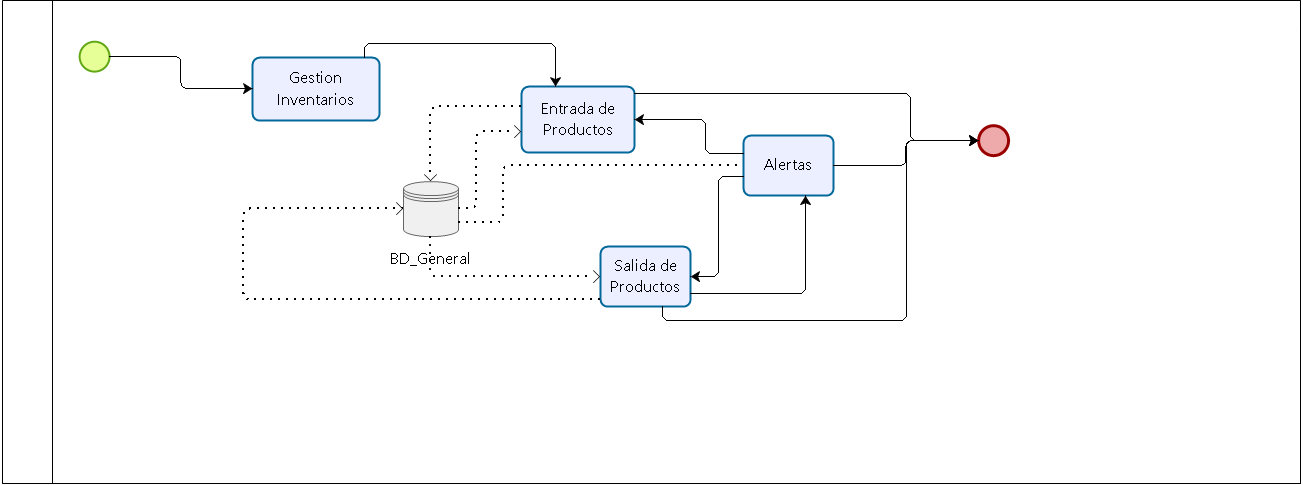 Gestion
Inventarios
Entrada de
Productos
Alertas
BD_General
Salida de
Productos